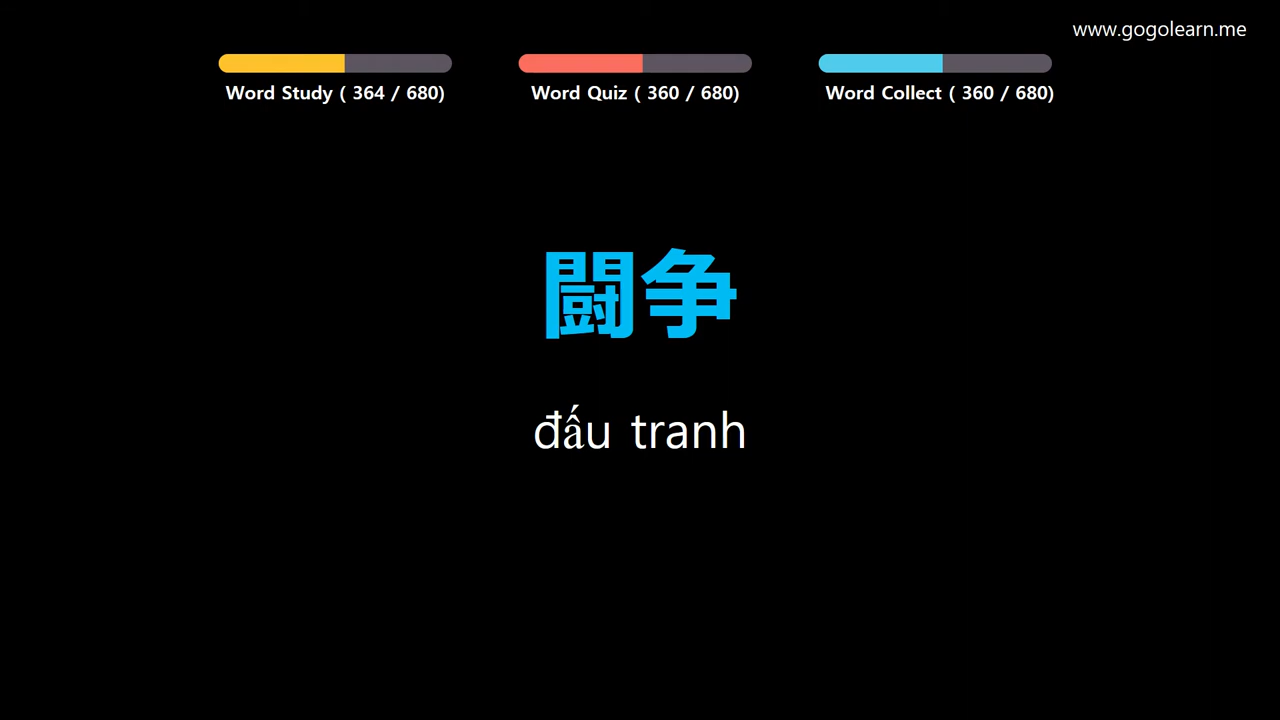 www.gogolearn.me
Word Study ( 364 / 680)
Word Quiz ( 360 / 680)
Word Collect ( 360 / 680)
闘争
đấu tranh